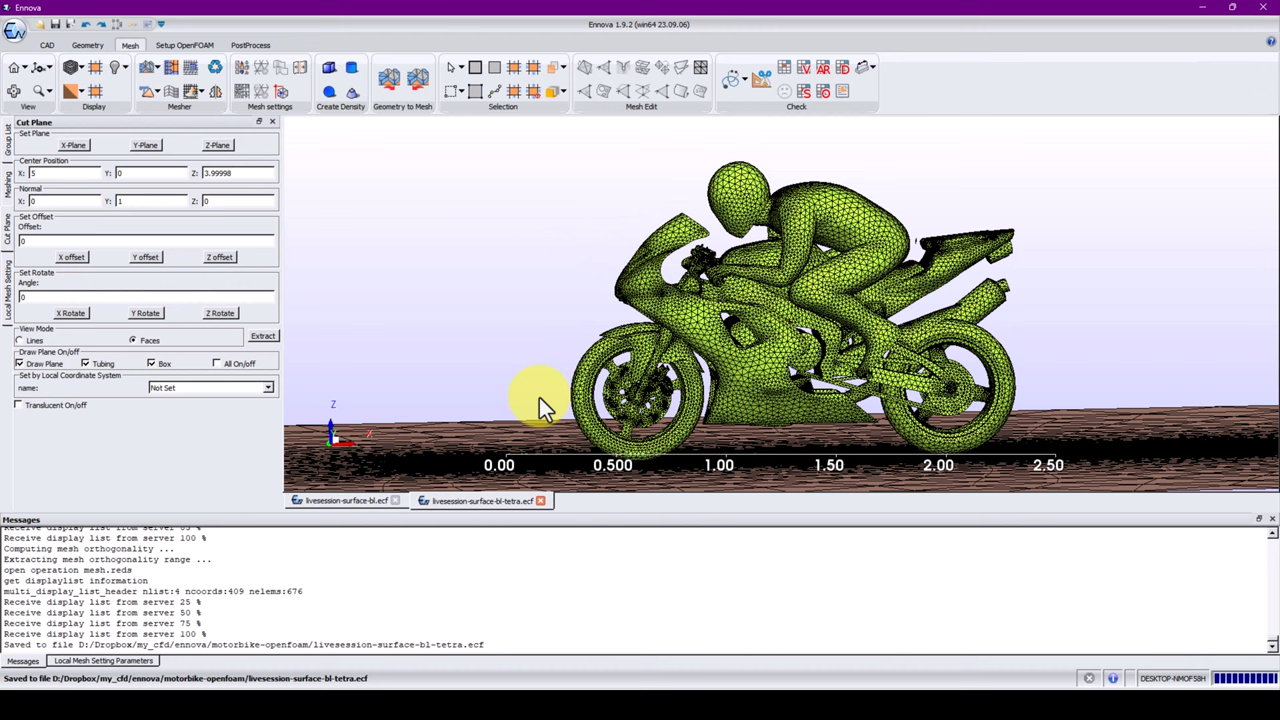 Ennova
Ennova 1.9.2 (win64 23.09.06)
CAD Geometry Mesh Setup OpenFOAM PostProcess
View Display Mesher Mesh settings Create Density Geometry to Mesh Selection Mesh Edit Check
Cut Plane
Set Plane
X-Plane Y-Plane Z-Plane
Center Position
X: 5 Y: 0 Z: 3.99998
Normal
X: 0 Y: 1 Z: 0
Set Offset
Offset:
0
X offset Y offset Z offset
Set Rotate
Angle:
0
X Rotate Y Rotate Z Rotate
View Mode
Lines Faces Extract
Draw Plane On/off
Draw Plane Tubing Box All On/off
Set by Local Coordinate System
name: Not Set
Translucent On/off
Group List
Meshing
Cut Plane
Local Mesh Setting
Z
X
0.00 0.500 1.00 1.50 2.00 2.50
livesession-surface-bl.ecf livesession-surface-bl-tetra.ecf
Messages
Receive display list from server 100 %
Computing mesh orthogonality ...
Extracting mesh orthogonality range ...
open operation mesh.reds
get displaylist information
multi_display_list_header nlist:4 ncoords:409 nelems:676
Receive display list from server 25 %
Receive display list from server 50 %
Receive display list from server 75 %
Receive display list from server 100 %
Saved to file D:/Dropbox/my_cfd/ennova/motorbike-openfoam/livesession-surface-bl-tetra.ecf
Messages Local Mesh Setting Parameters
Saved to file D:/Dropbox/my_cfd/ennova/motorbike-openfoam/livesession-surface-bl-tetra.ecf
DESKTOP-NMOF58H